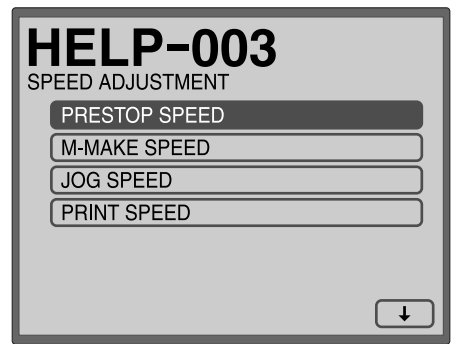 HELP-003
SPEED ADJUSTMENT
PRESTOP SPEED
M-MAKE SPEED
JOG SPEED
PRINT SPEED
↓